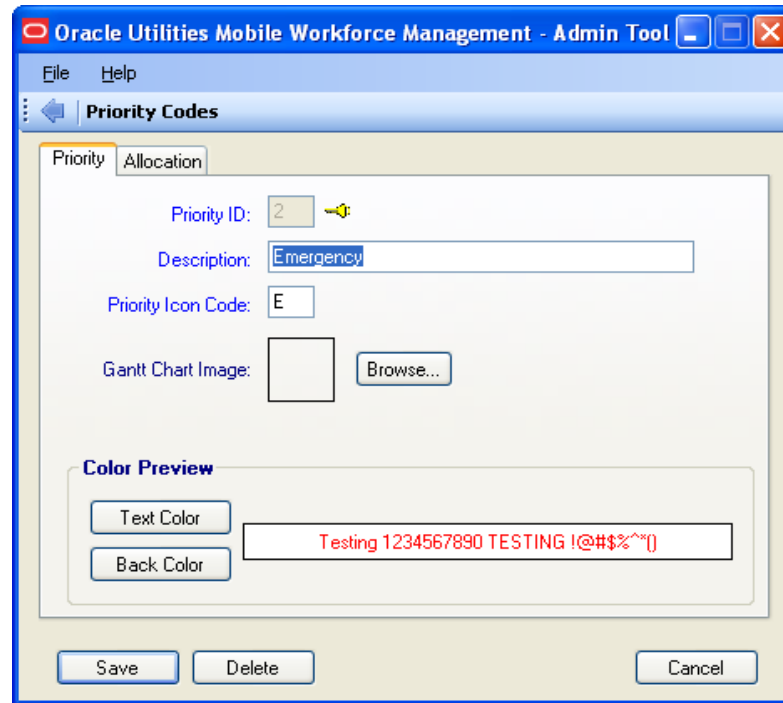 Oracle Utilities Mobile Workforce Management - Admin Tool
File Help
Priority Codes
Priority Allocation
Priority ID: 2
Description: Emergency
Priority Icon Code: E
Gantt Chart Image: Browse...
Color Preview
Text Color
Testing 1234567890 TESTING !@#$%^*()
Back Color
Save Delete Cancel